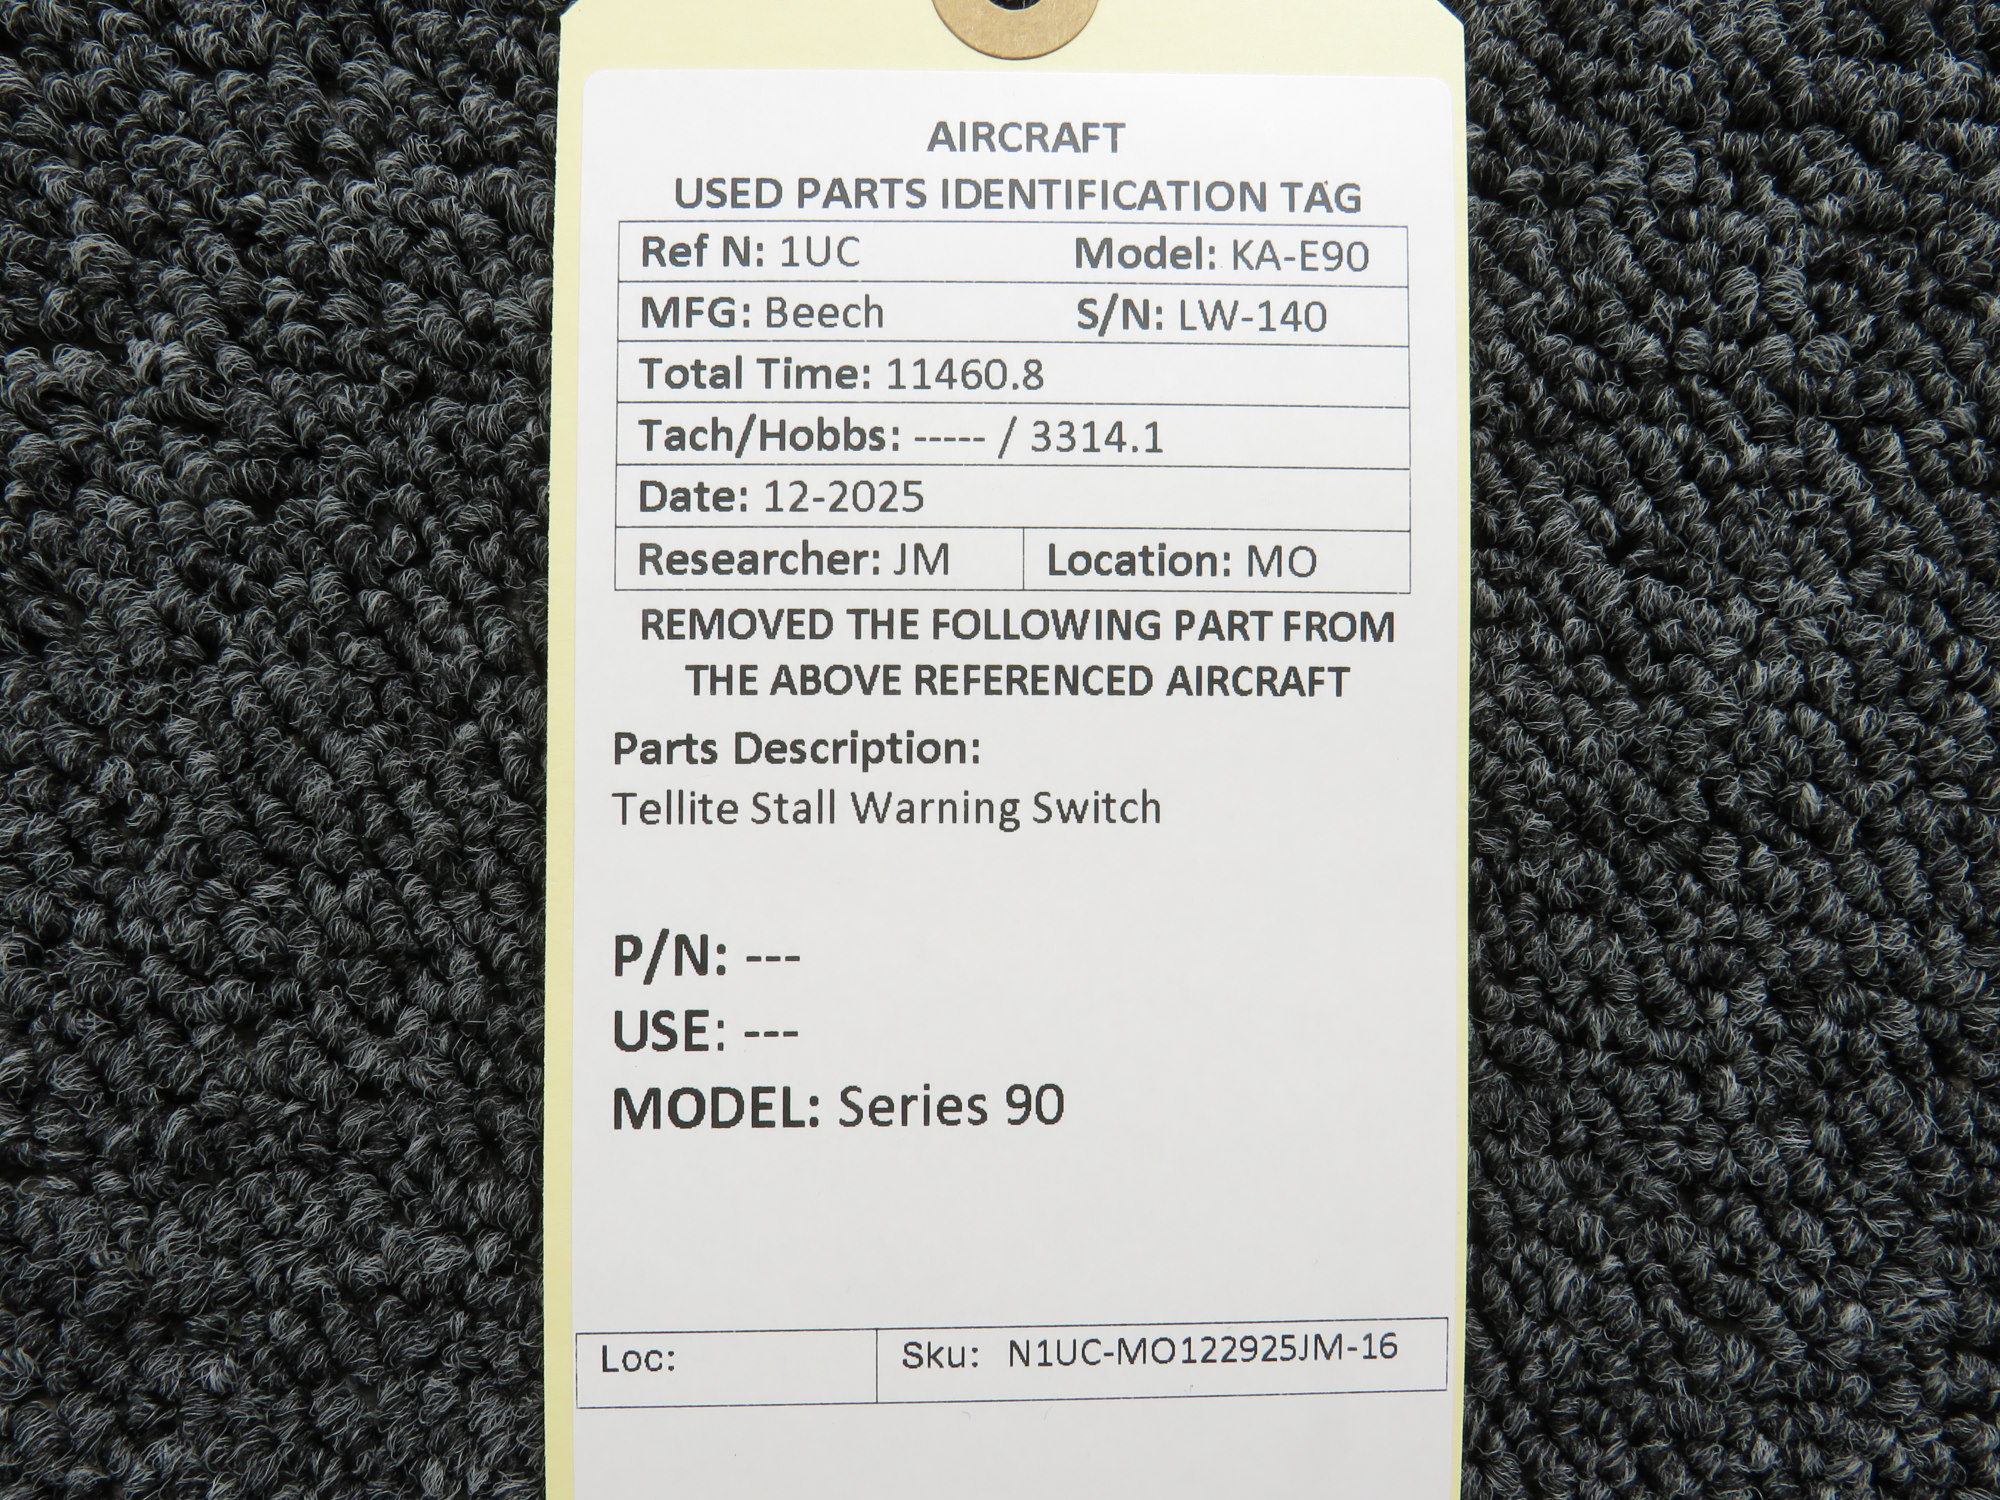 AIRCRAFT
USED PARTS IDENTIFICATION TAG
Ref N: 1UC Model: KA-E90
MFG: Beech S/N: LW-140
Total Time: 11460.8
Tach/Hobbs: ----- / 3314.1
Date: 12-2025
Researcher: JM Location: MO
REMOVED THE FOLLOWING PART FROM
THE ABOVE REFERENCED AIRCRAFT
Parts Description:
Tellite Stall Warning Switch
P/N: ---
USE: ---
MODEL: Series 90
Loc: Sku: N1UC-MO122925JM-16